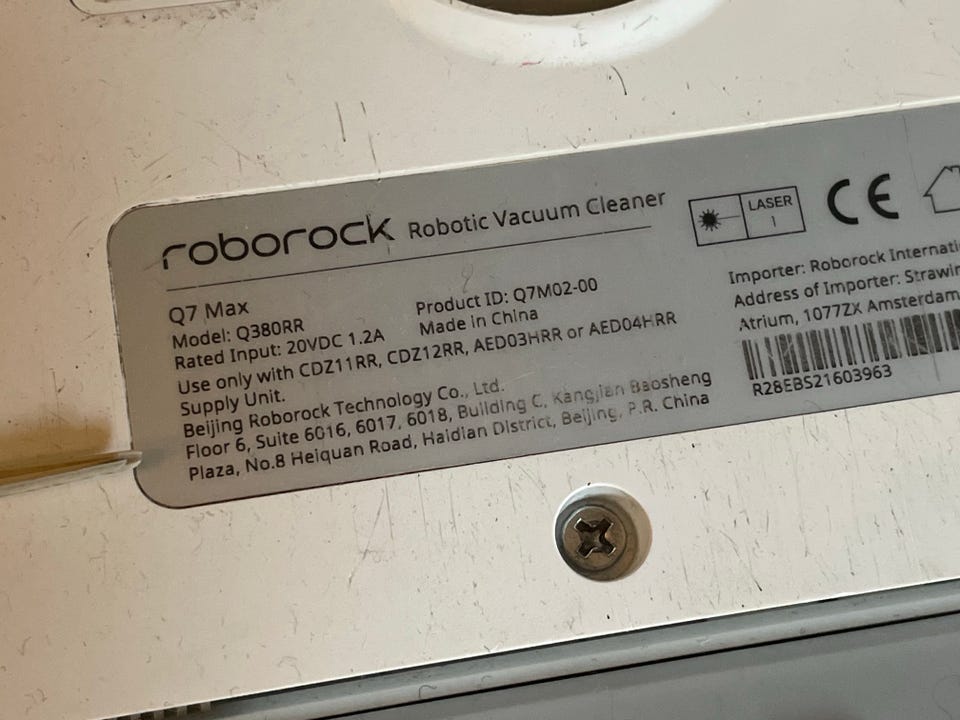 roborock Robotic Vacuum Cleaner
Q7 Max
Model: Q380RR
Product ID: Q7M02-00
Rated Input: 20VDC 1.2A
Made in China
Use only with CDZ11RR, CDZ12RR, AED03HRR or AED04HRR
Supply Unit.
Beijing Roborock Technology Co., Ltd.
Floor 6, Suite 6016, 6017, 6018, Building C, Kangjian Baosheng
Plaza, No.8 Heiquan Road, Haidian District, Beijing, P.R. China
LASER
1
CE
Importer: Roborock
Address of Importer:
Atrium, 1077ZX Amsterdam
R28EBS21603963